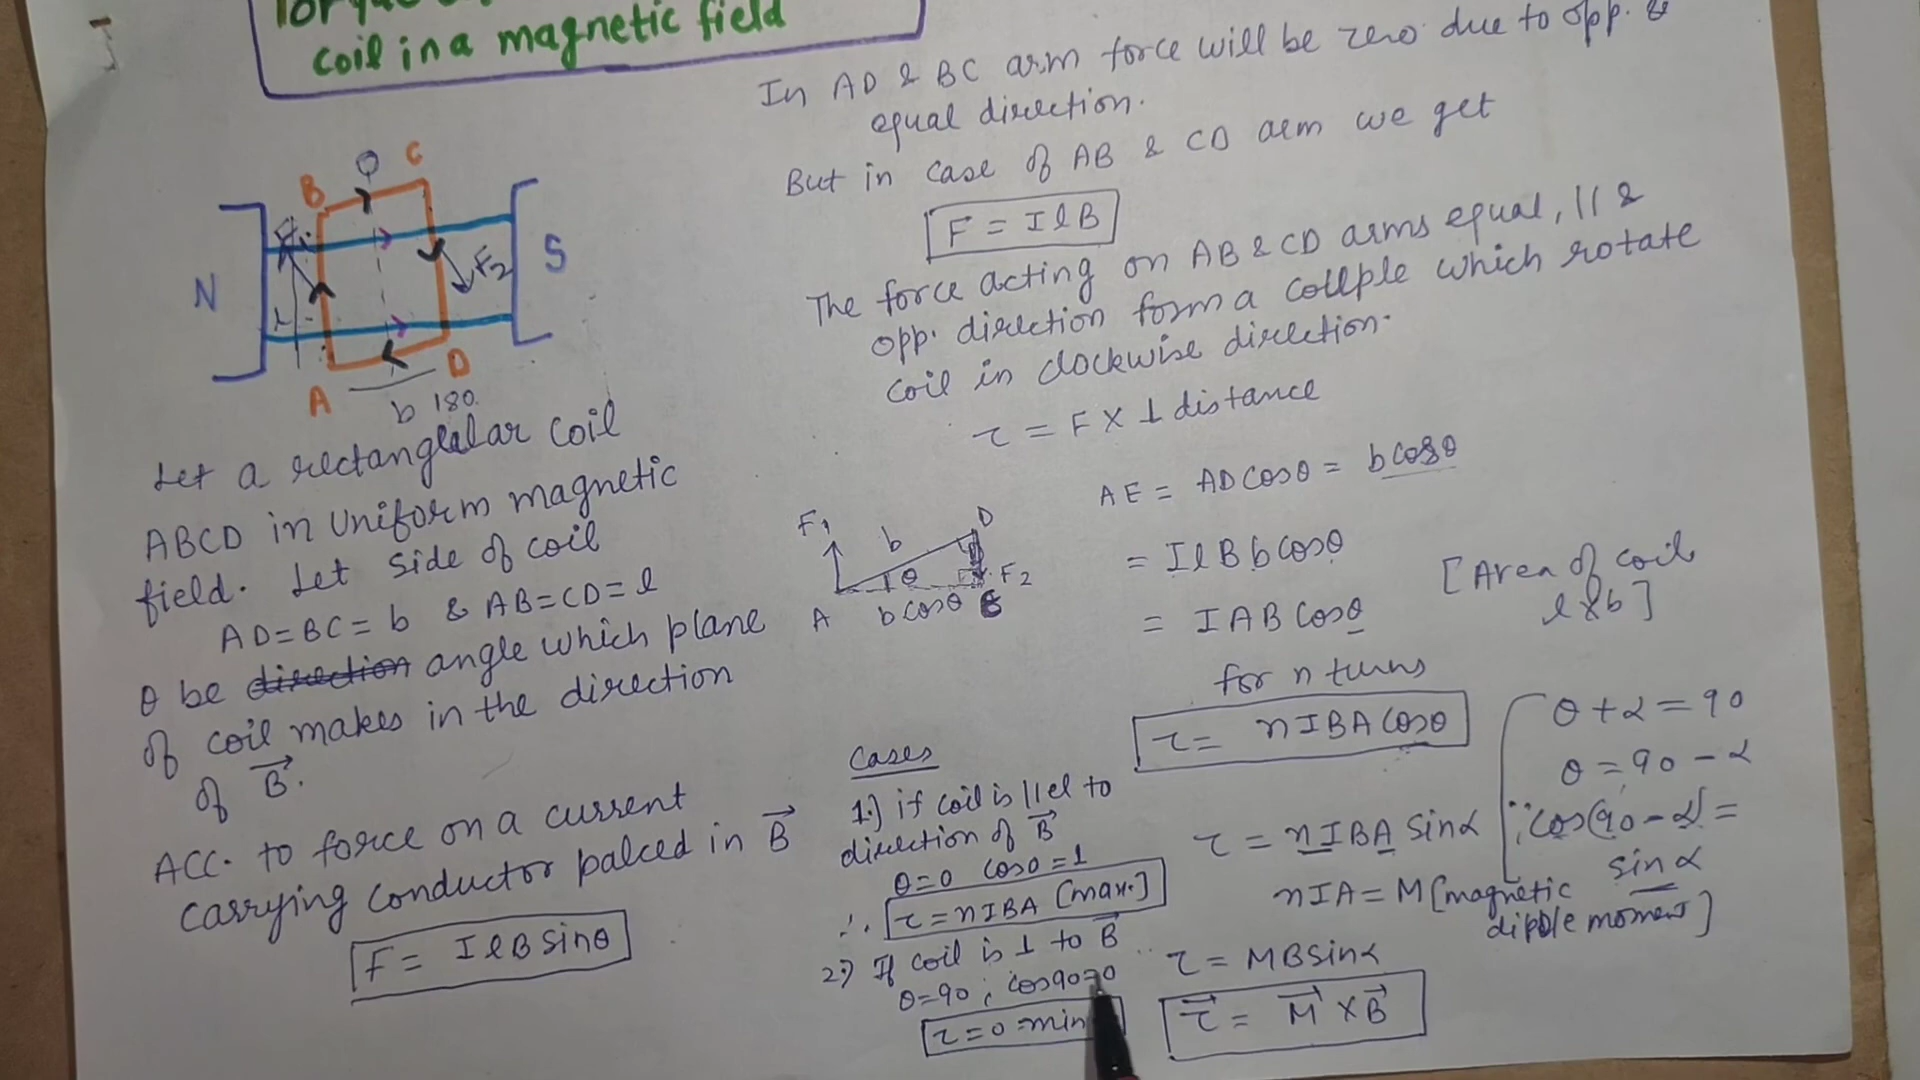 coil in a magnetic field
B
C
N
F₂
S
A
D
b
180
Let a rectangular coil
ABCD in uniform magnetic
field. Let side of coil
AD=BC= b & AB=CD=l
θ be direction angle which plane
of coil makes in the direction
of B⃗.
Acc. to force on a current
carrying conductor palced in B⃗
F = IlBsinθ
In AD & BC arm force will be zero due to opp. &
equal direction.
But in case of AB & CD arm we get
F = IlB
The force acting on AB & CD arms equal, || &
opp. direction form a couple which rotate
coil in clockwise direction.
τ = F X ⊥ distance
F₁
b
D
θ
F₂
A
b cosθ
AE = AD cosθ = b cosθ
= IlB b cosθ
[Area of coil
l x b]
= IAB cosθ
for n turns
τ = nIBA cosθ
θ + α = 90
θ = 90 - α
∵ cos(90 - α) =
sinα
τ = nIBA sinα
nIA = M [magnetic
dipole moment]
τ = MBsinα
τ⃗ = M⃗ X B⃗
Cases
1.) if coil is ||el to
direction of B⃗
θ=0 cos0=1
∴ τ = nIBA [max.]
2.) If coil is ⊥ to B⃗
θ=90 ; cos90=0
τ=0 =min